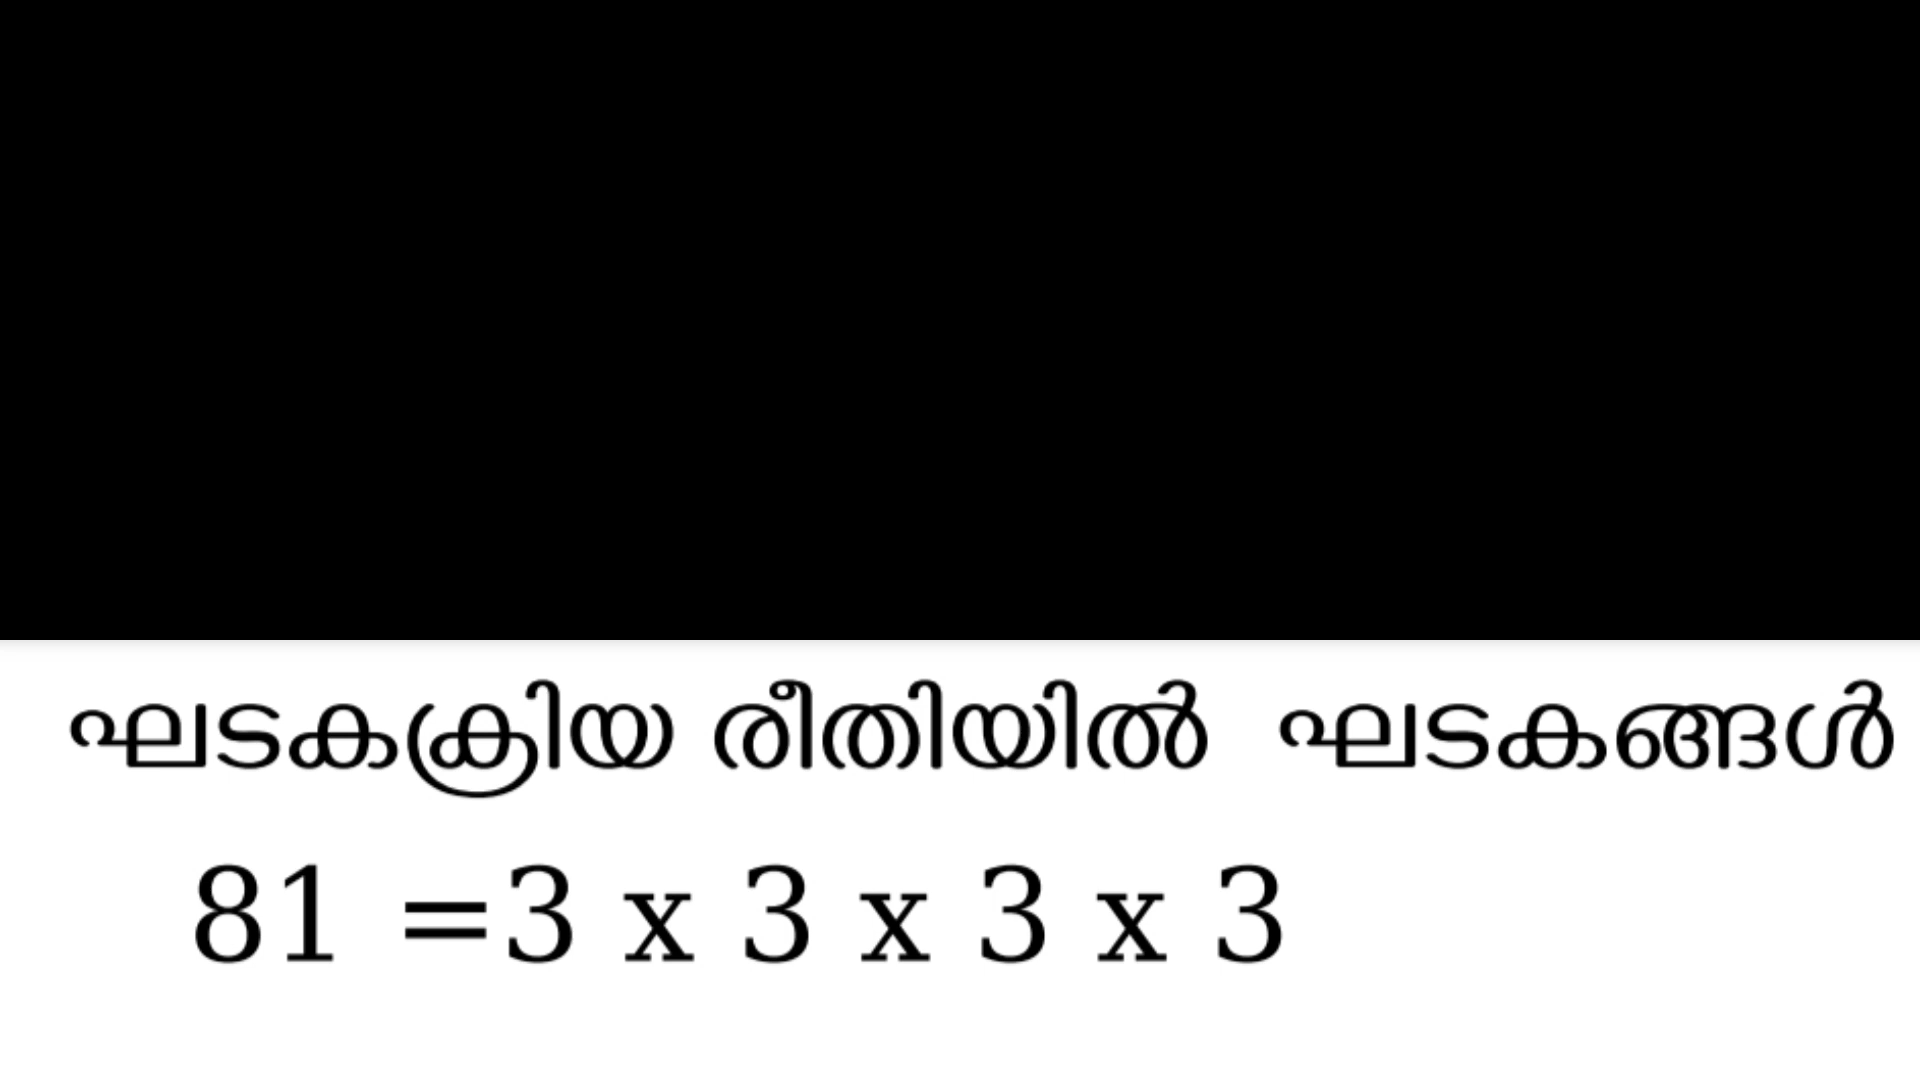 ഘടകക്രിയ രീതിയിൽ ഘടകങ്ങൾ
81 =3 x 3 x 3 x 3